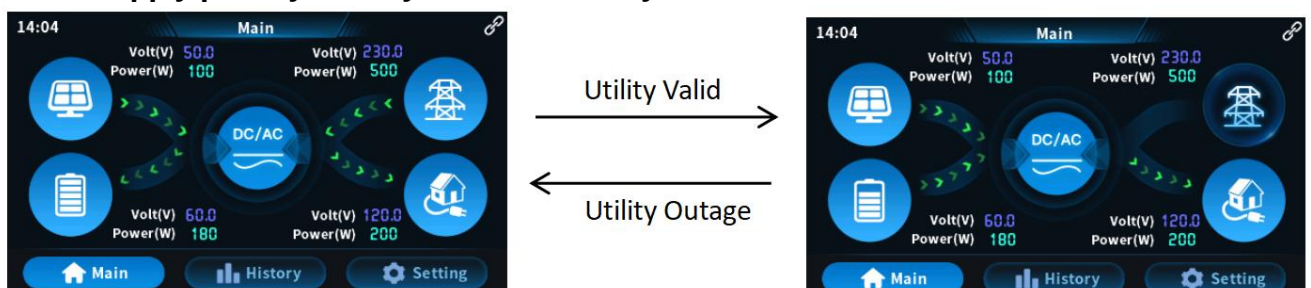 14:04 Main
Volt(V) 50.0 Volt(V) 230.0
Power(W) 100 Power(W) 500
DC/AC
Volt(V) 60.0 Volt(V) 120.0
Power(W) 180 Power(W) 200
Main History Setting
Utility Valid
Utility Outage
14:04 Main
Volt(V) 50.0 Volt(V) 230.0
Power(W) 100 Power(W) 500
DC/AC
Volt(V) 60.0 Volt(V) 120.0
Power(W) 180 Power(W) 200
Main History Setting